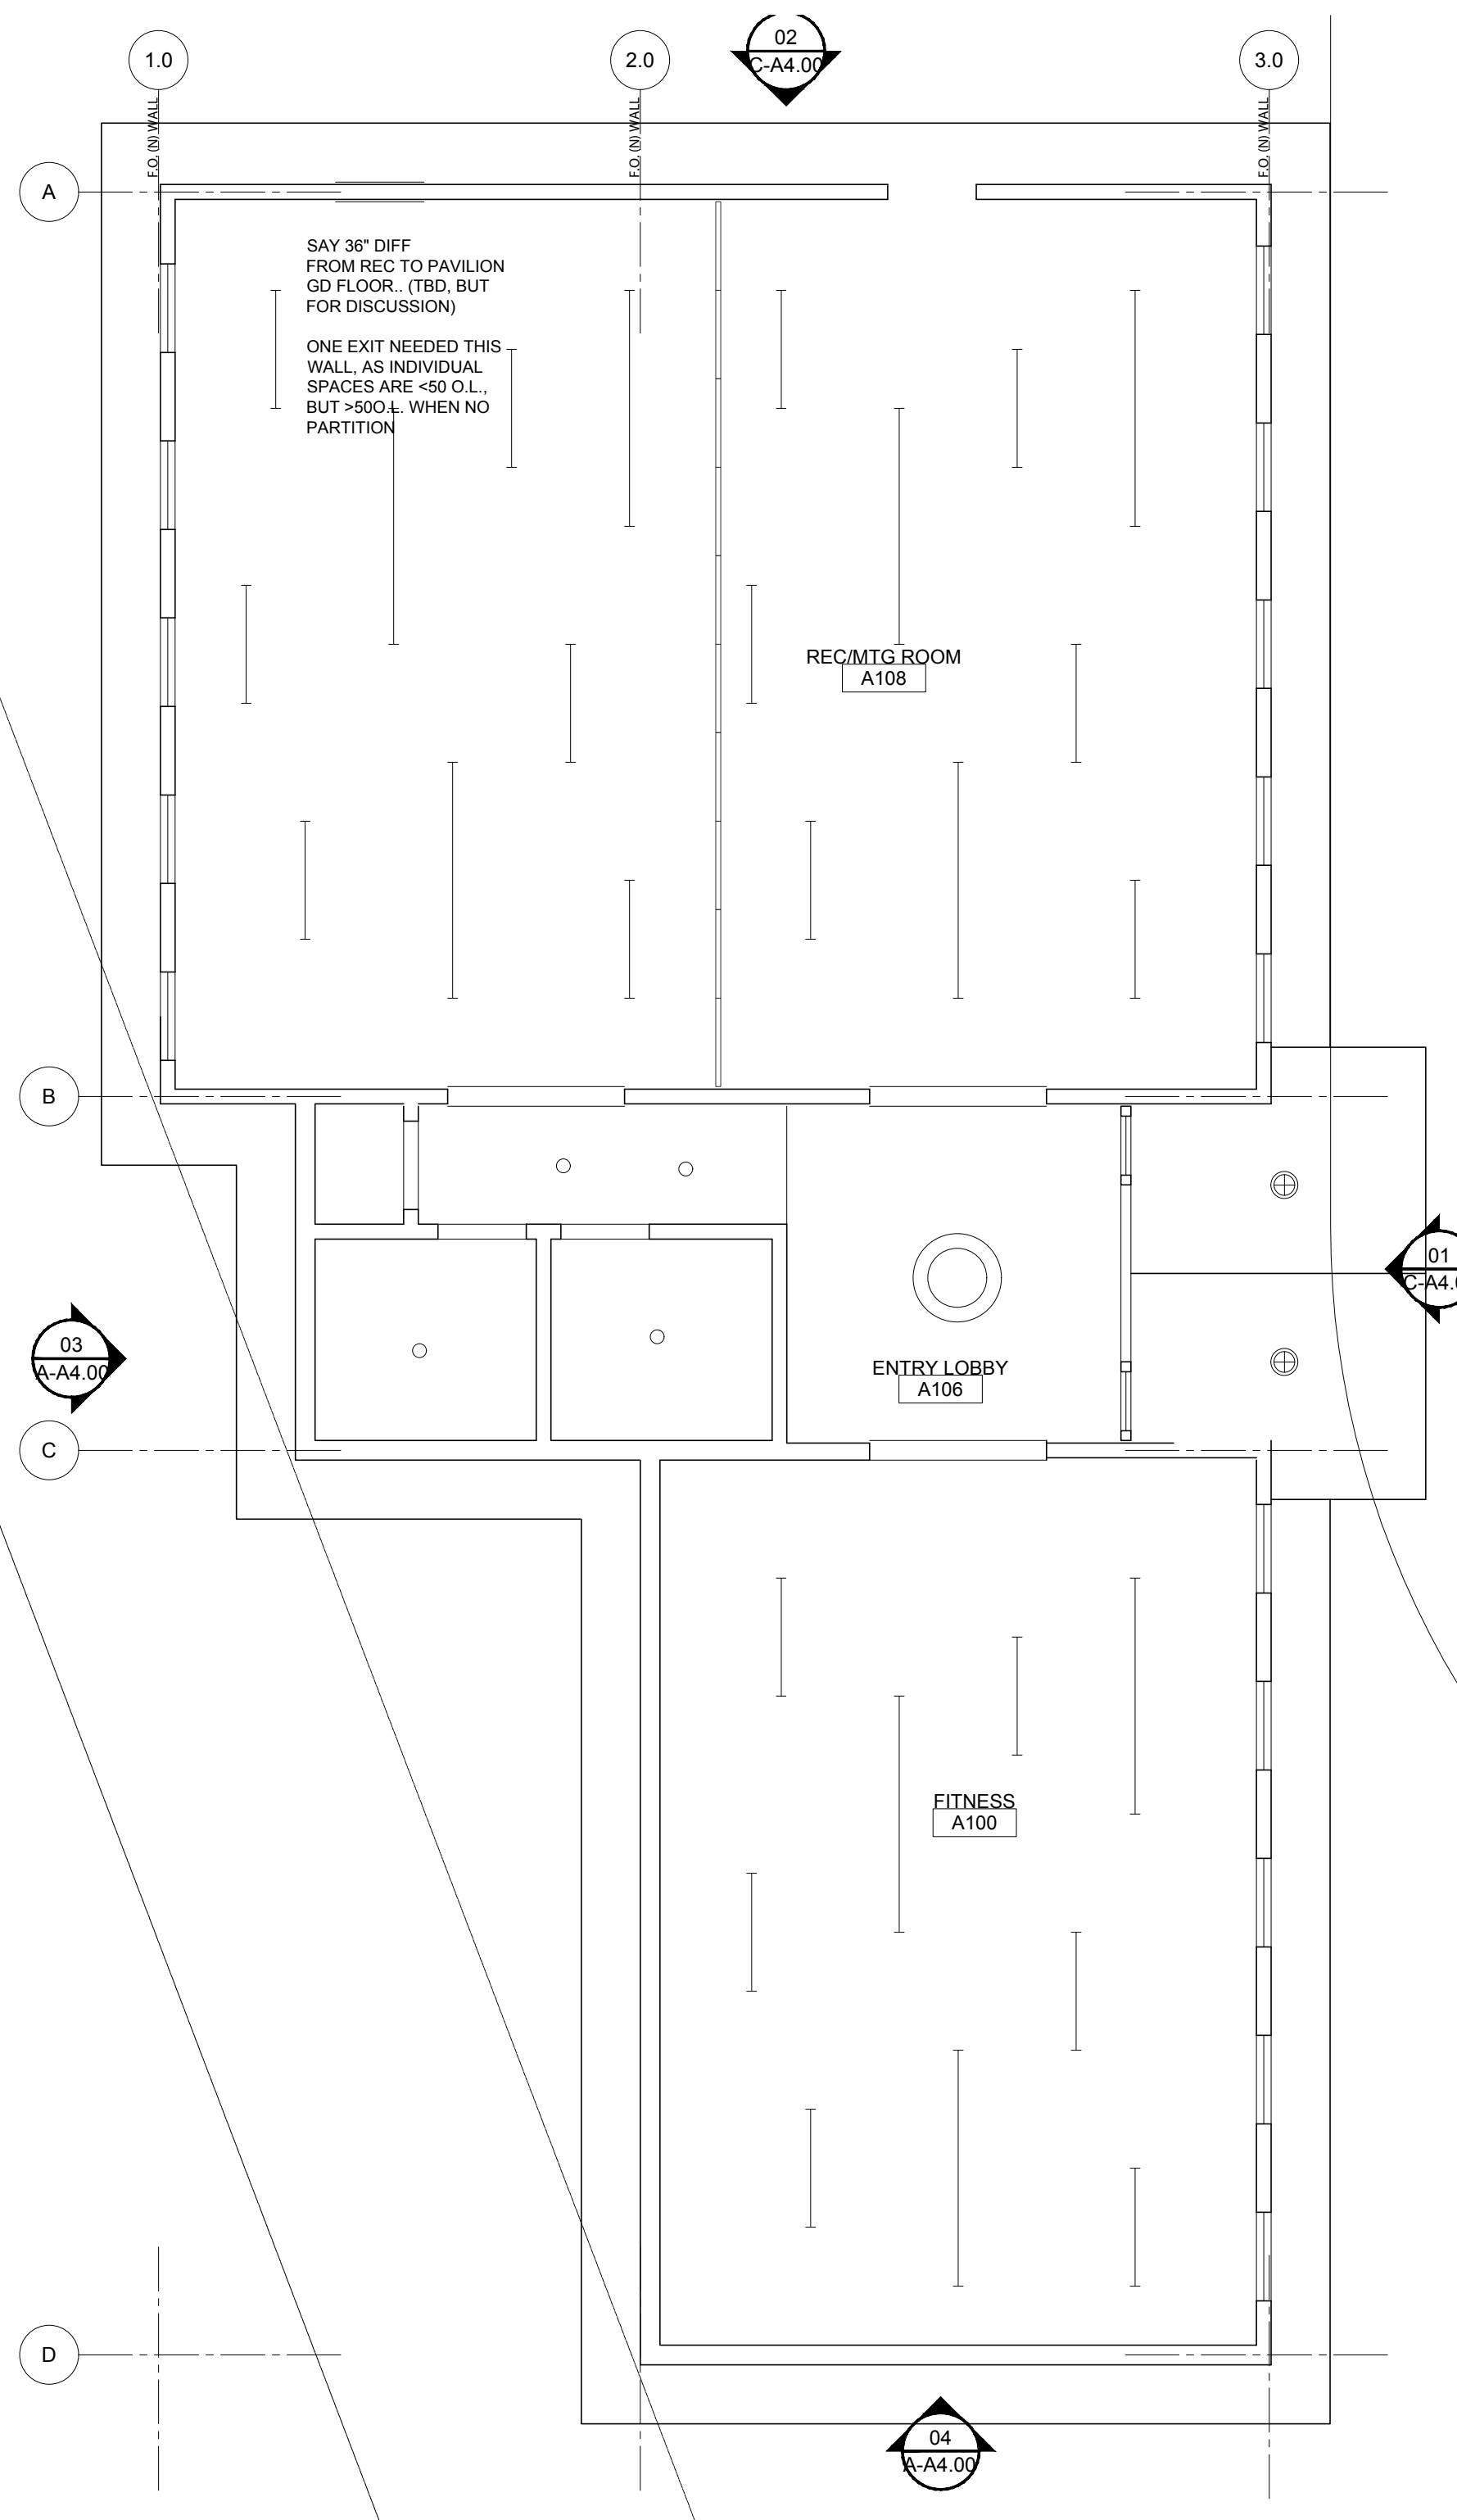 02
C-A4.00
1.0
2.0
3.0
F.O. (N) WALL
F.O. (N) WALL
F.O. (N) WALL
A
SAY 36" DIFF
FROM REC TO PAVILION
GD FLOOR.. (TBD, BUT
FOR DISCUSSION)
ONE EXIT NEEDED THIS
WALL, AS INDIVIDUAL
SPACES ARE <50 O.L.,
BUT >50O.L. WHEN NO
PARTITION
REC/MTG ROOM
A108
B
01
C-A4.0
03
A-A4.00
ENTRY LOBBY
A106
C
FITNESS
A100
D
04
A-A4.00